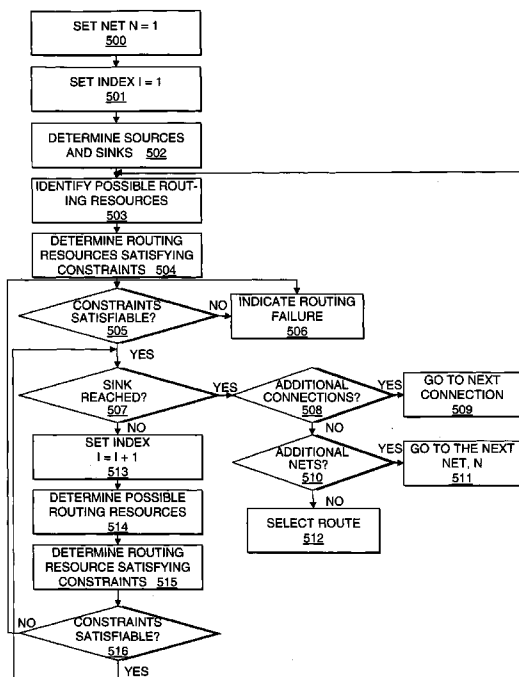 SET NET N = 1
500
SET INDEX I = 1
501
DETERMINE SOURCES
AND SINKS 502
IDENTIFY POSSIBLE ROUT-
ING RESOURCES
503
DETERMINE ROUTING
RESOURCES SATISFYING
CONSTRAINTS 504
CONSTRAINTS
SATISFIABLE?
505
NO
INDICATE ROUTING
FAILURE
506
YES
SINK
REACHED?
507
YES
ADDITIONAL
CONNECTIONS?
508
YES
GO TO NEXT
CONNECTION
509
NO
SET INDEX
I = I + 1
513
NO
ADDITIONAL
NETS?
510
YES
GO TO THE NEXT
NET, N
511
DETERMINE POSSIBLE
ROUTING RESOURCES
514
NO
SELECT ROUTE
512
DETERMINE ROUTING
RESOURCE SATISFYING
CONSTRAINTS 515
NO
CONSTRAINTS
SATISFIABLE?
516
YES